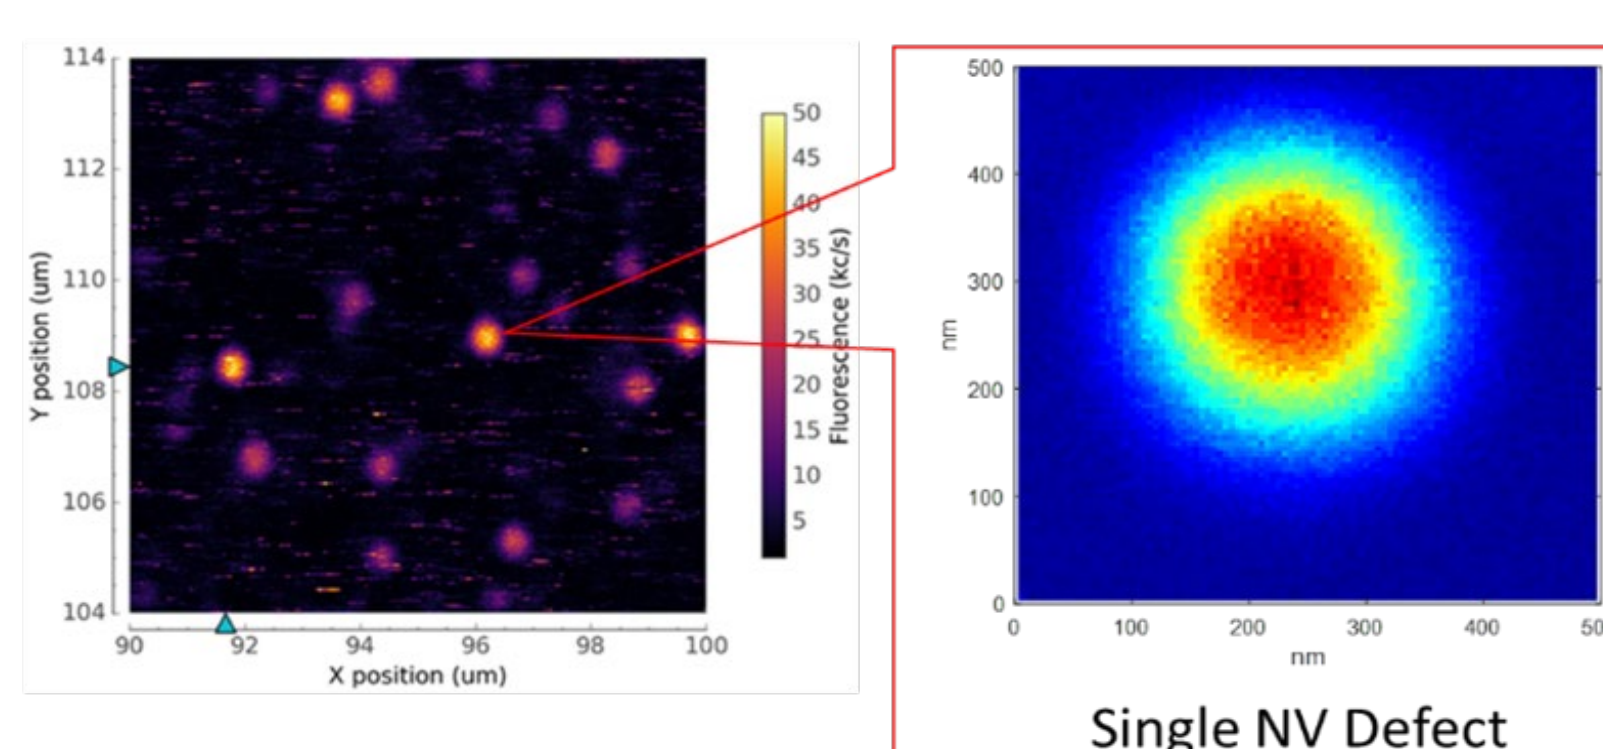 114
112
110
108
106
104
Y position (um)
90 92 94 96 98 100
X position (um)
50
45
40
35
30
25
20
15
10
5
Fluorescence (kc/s)
500
400
300
200
100
0
nm
0 100 200 300 400 50
nm
Single NV Defect